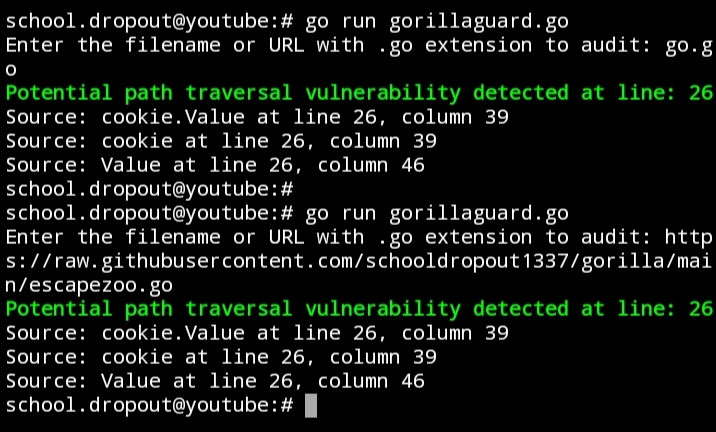 school.dropout@youtube:# go run gorillaguard.go
Enter the filename or URL with .go extension to audit: go.g
o
Potential path traversal vulnerability detected at line: 26
Source: cookie.Value at line 26, column 39
Source: cookie at line 26, column 39
Source: Value at line 26, column 46
school.dropout@youtube:#
school.dropout@youtube:# go run gorillaguard.go
Enter the filename or URL with .go extension to audit: http
s://raw.githubusercontent.com/schooldropout1337/gorilla/mai
n/escapezoo.go
Potential path traversal vulnerability detected at line: 26
Source: cookie.Value at line 26, column 39
Source: cookie at line 26, column 39
Source: Value at line 26, column 46
school.dropout@youtube:#